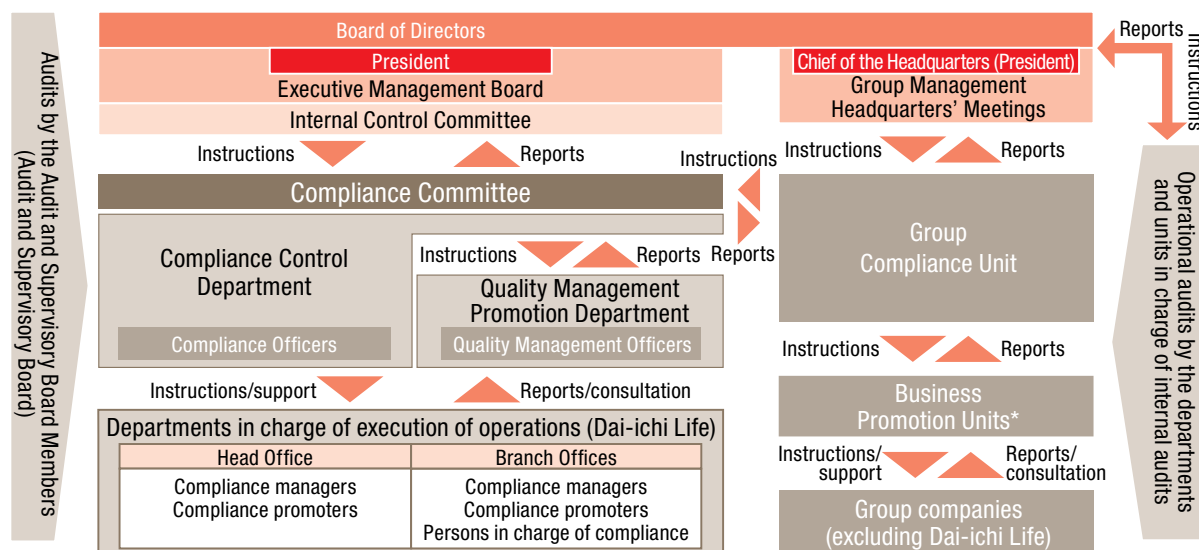 Audits by the Audit and Supervisory Board Members
(Audit and Supervisory Board)
Board of Directors
President
Executive Management Board
Internal Control Committee
Instructions
Reports
Compliance Committee
Compliance Control
Department
Compliance Officers
Instructions
Reports
Quality Management
Promotion Department
Quality Management Officers
Instructions/support
Reports/consultation
Departments in charge of execution of operations (Dai-ichi Life)
Head Office
Compliance managers
Compliance promoters
Branch Offices
Compliance managers
Compliance promoters
Persons in charge of compliance
Instructions
Reports
Chief of the Headquarters (President)
Group Management
Headquarters’ Meetings
Instructions
Reports
Group
Compliance Unit
Instructions
Reports
Business
Promotion Units*
Instructions/
support
Reports/
consultation
Group companies
(excluding Dai-ichi Life)
Reports
Instructions
Operational audits by the departments
and units in charge of internal audits